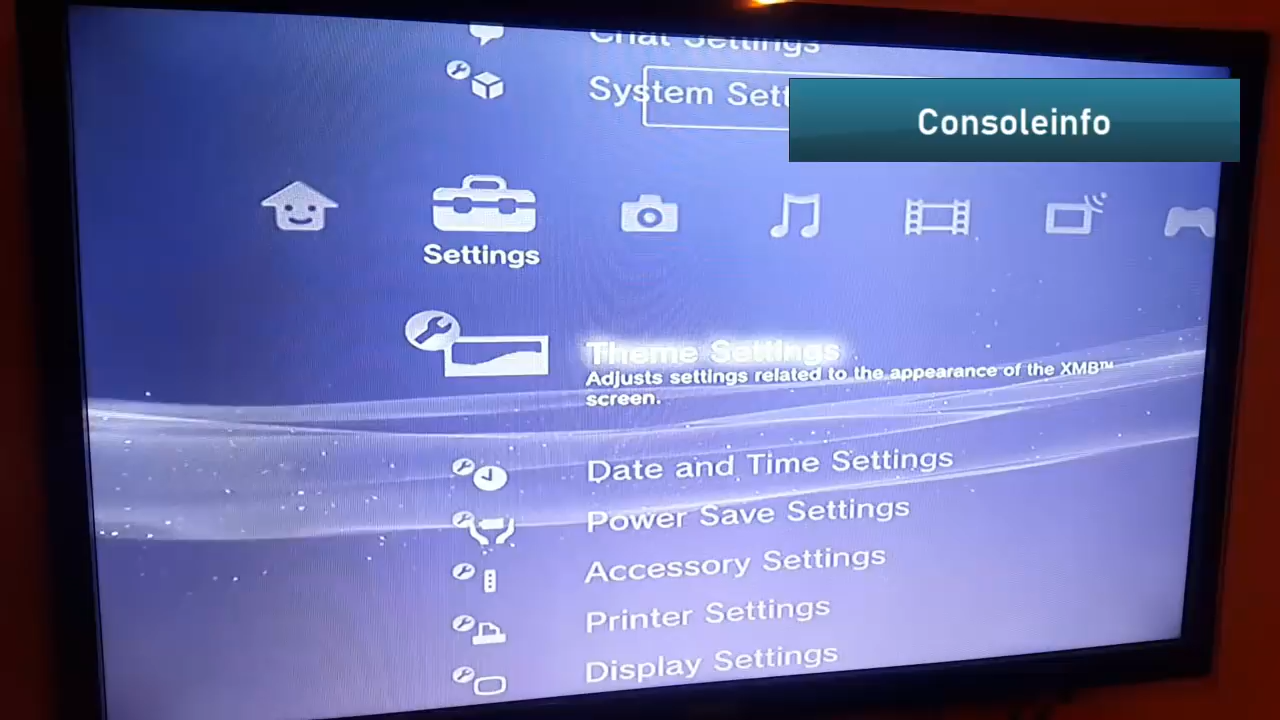 Chat Settings
System Sett
Consoleinfo
Settings
Theme Settings
Adjusts settings related to the appearance of the XMB™
screen.
Date and Time Settings
Power Save Settings
Accessory Settings
Printer Settings
Display Settings